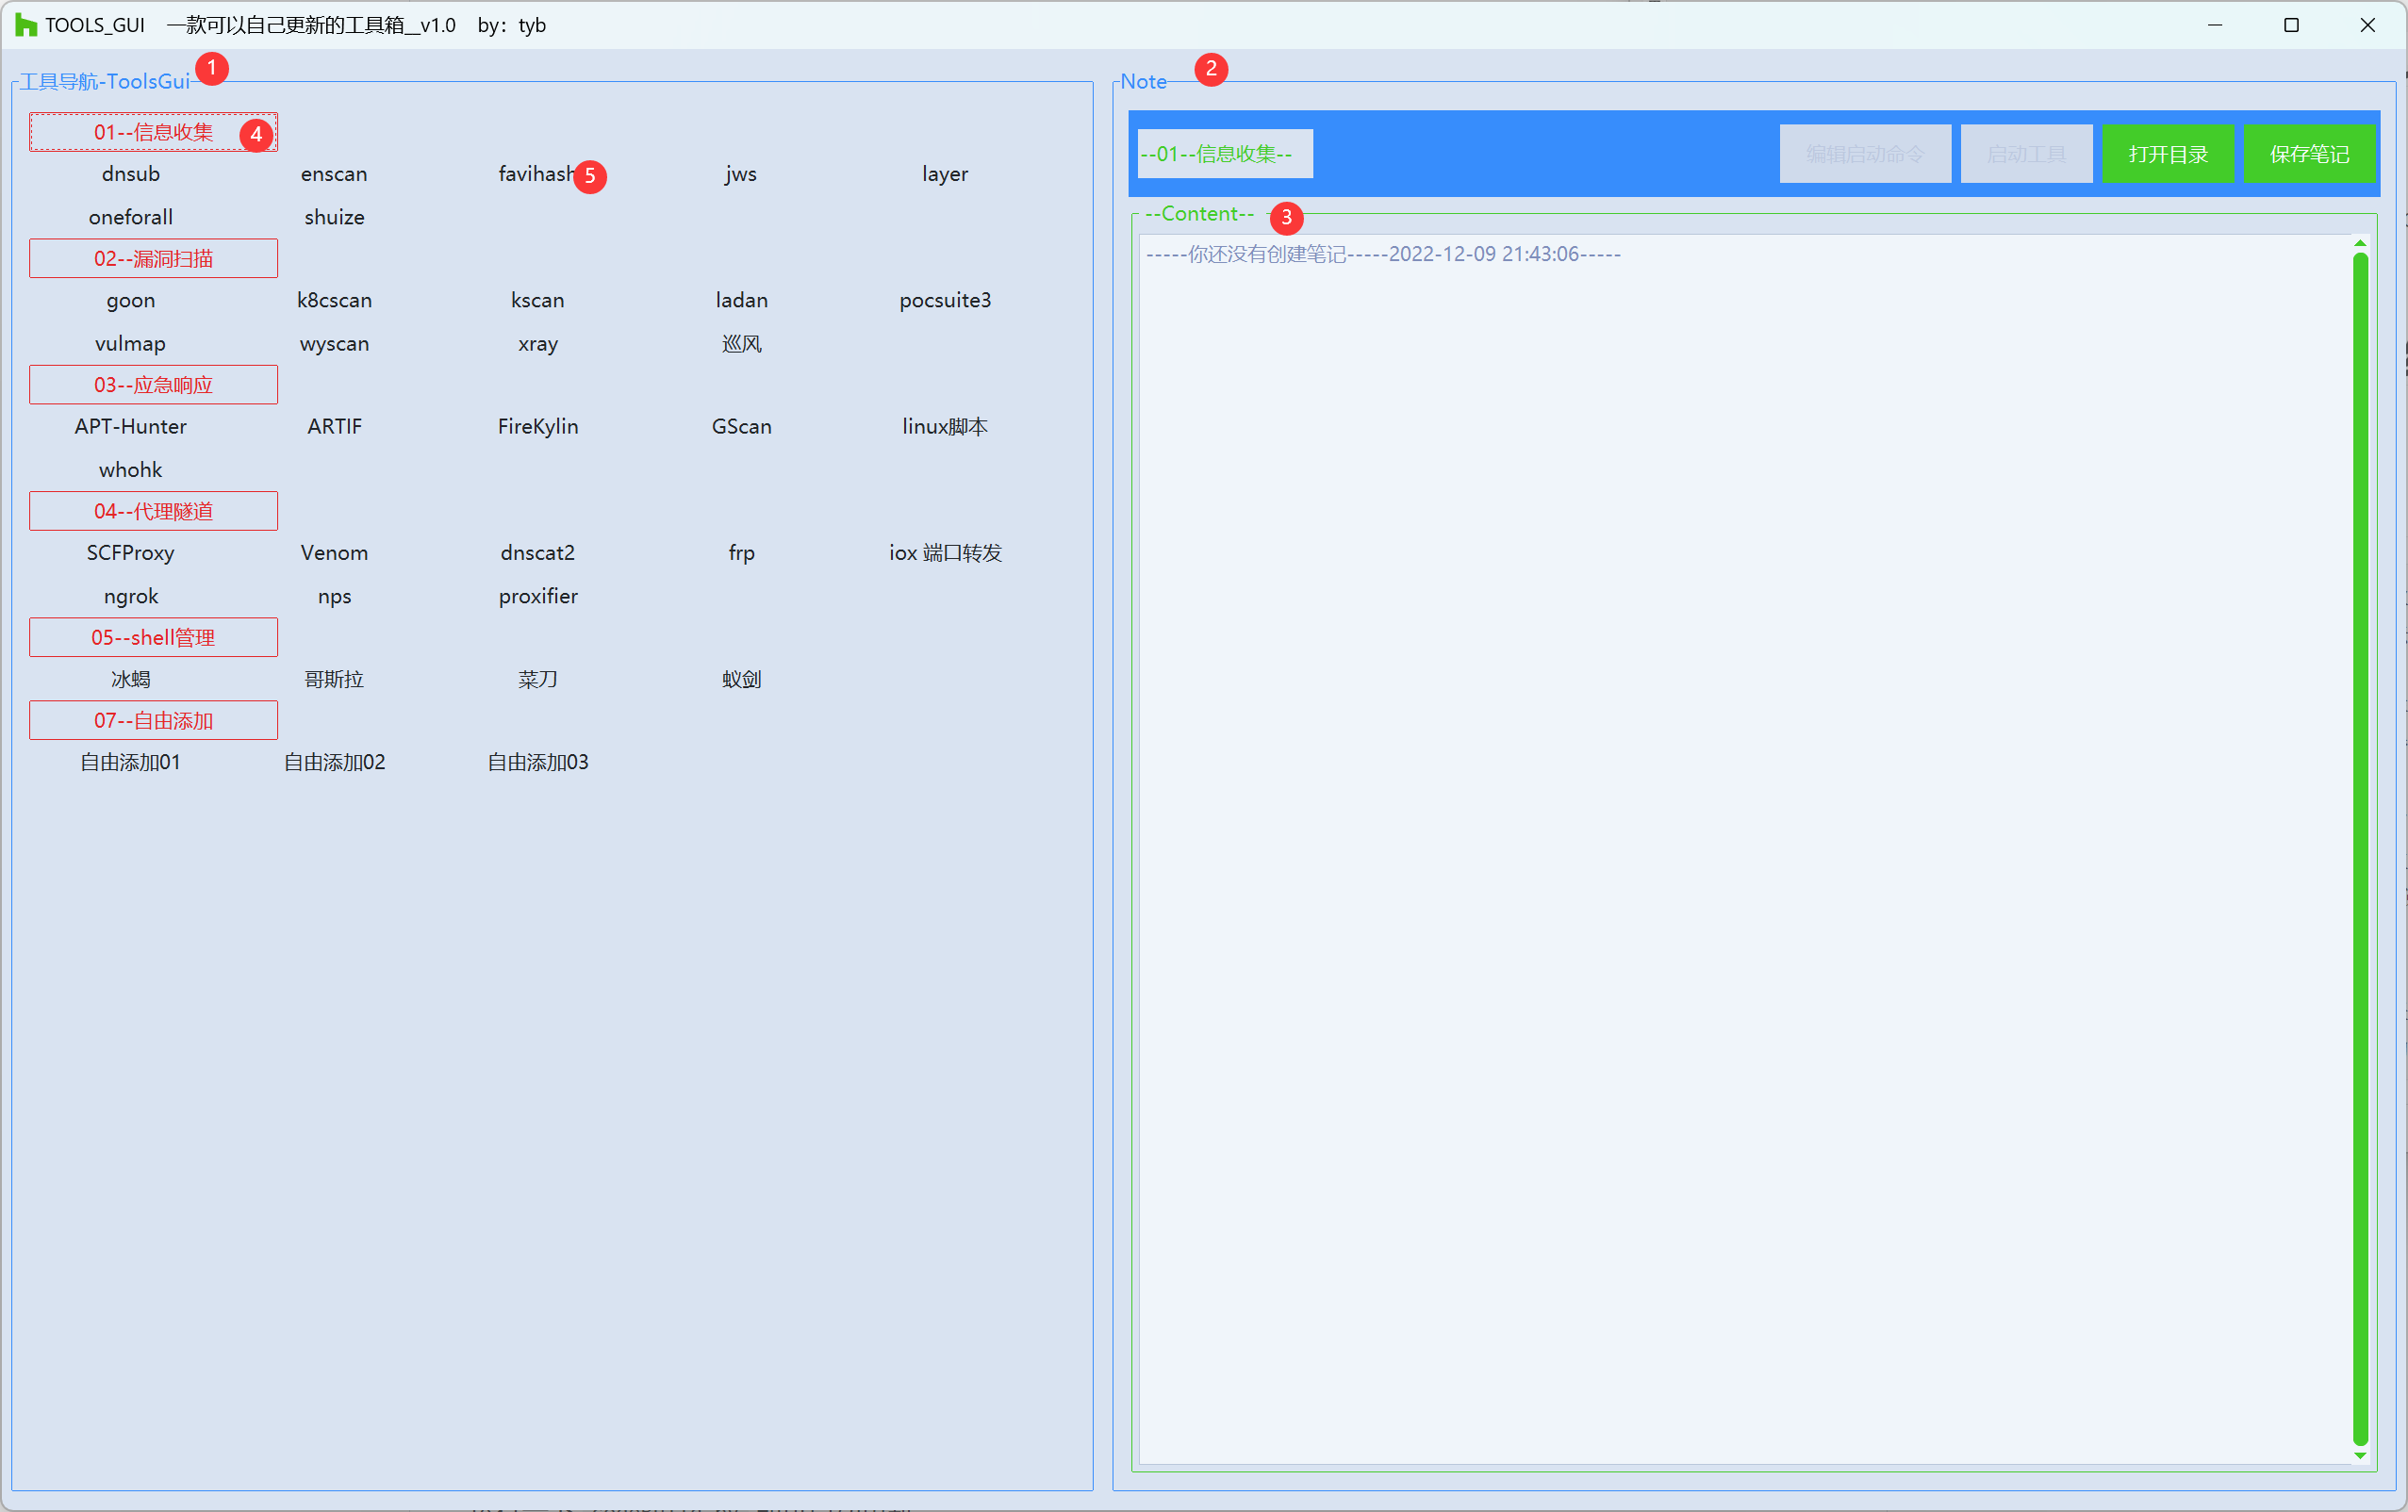 TOOLS_GUI 一款可以自己更新的工具箱__v1.0 by：tyb
工具导航-ToolsGui 1
01--信息收集 4
dnsub enscan favihash 5 jws layer
oneforall shuize
02--漏洞扫描
goon k8cscan kscan ladan pocsuite3
vulmap wyscan xray 巡风
03--应急响应
APT-Hunter ARTIF FireKylin GScan linux脚本
whohk
04--代理隧道
SCFProxy Venom dnscat2 frp iox 端口转发
ngrok nps proxifier
05--shell管理
冰蝎 哥斯拉 菜刀 蚁剑
07--自由添加
自由添加01 自由添加02 自由添加03
Note 2
--01--信息收集-- 编辑启动命令 启动工具 打开目录 保存笔记
--Content-- 3
-----你还没有创建笔记-----2022-12-09 21:43:06-----